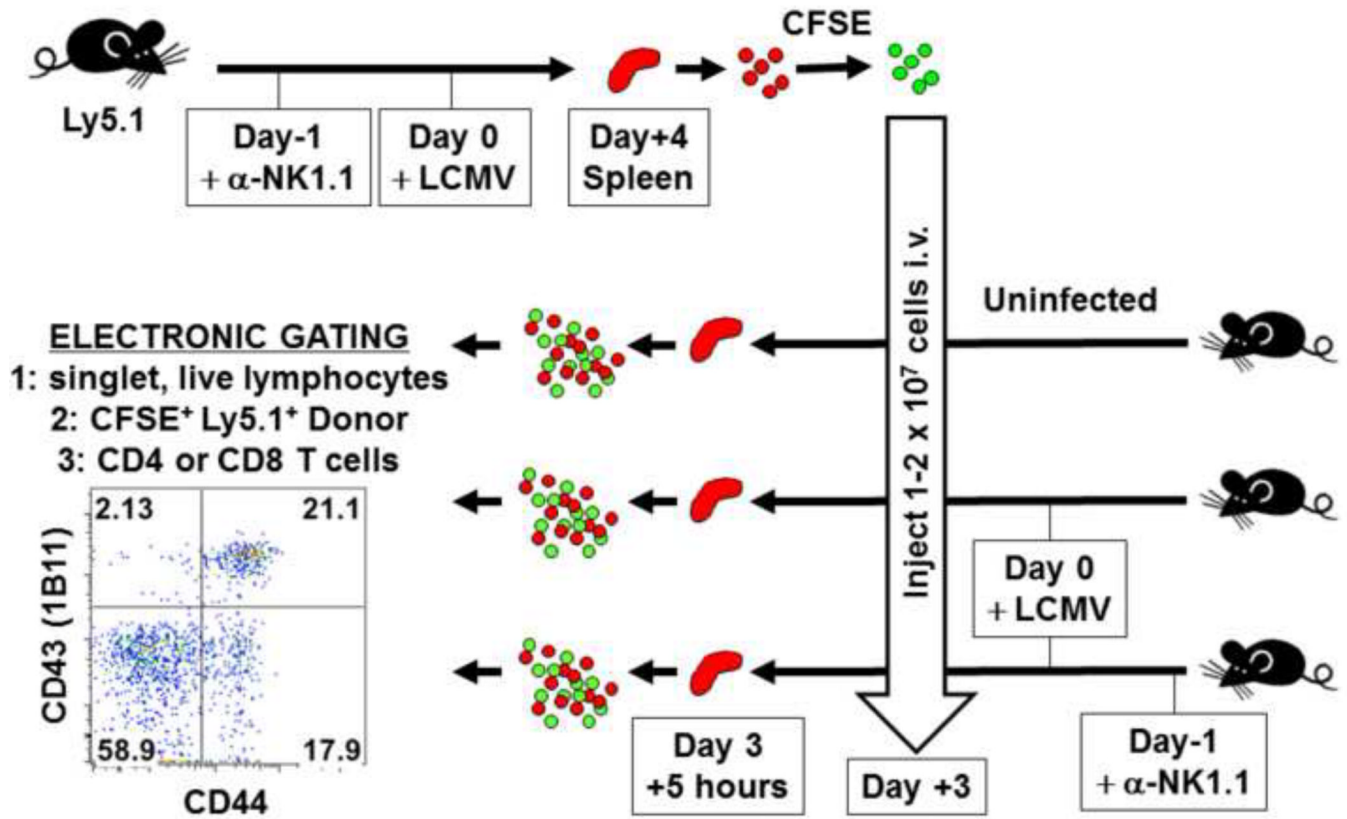 CFSE
Ly5.1
Day-1
+ α-NK1.1
Day 0
+ LCMV
Day+4
Spleen
Inject 1-2 x 10⁷ cells i.v.
Uninfected
ELECTRONIC GATING
1: singlet, live lymphocytes
2: CFSE⁺ Ly5.1⁺ Donor
3: CD4 or CD8 T cells
2.13
21.1
CD43 (1B11)
58.9
17.9
CD44
Day 0
+ LCMV
Day 3
+5 hours
Day +3
Day-1
+ α-NK1.1